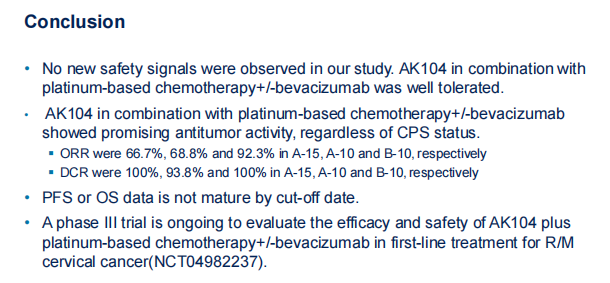 Conclusion
• No new safety signals were observed in our study. AK104 in combination with
platinum-based chemotherapy+/-bevacizumab was well tolerated.
• AK104 in combination with platinum-based chemotherapy+/-bevacizumab
showed promising antitumor activity, regardless of CPS status.
▪ ORR were 66.7%, 68.8% and 92.3% in A-15, A-10 and B-10, respectively
▪ DCR were 100%, 93.8% and 100% in A-15, A-10 and B-10, respectively
• PFS or OS data is not mature by cut-off date.
• A phase III trial is ongoing to evaluate the efficacy and safety of AK104 plus
platinum-based chemotherapy+/-bevacizumab in first-line treatment for R/M
cervical cancer(NCT04982237).